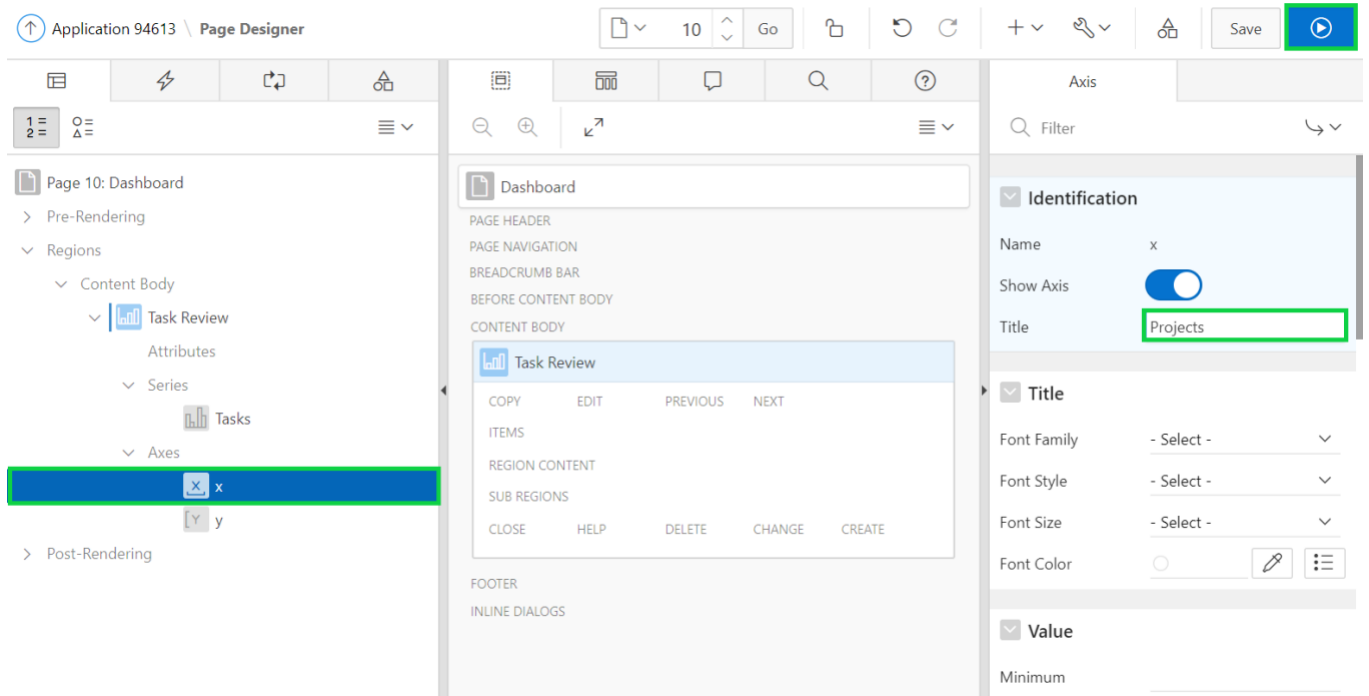 Application 94613 \ Page Designer
10
Go
Save
Page 10: Dashboard
Pre-Rendering
Regions
Content Body
Task Review
Attributes
Series
Tasks
Axes
x x
Y y
Post-Rendering
Dashboard
PAGE HEADER
PAGE NAVIGATION
BREADCRUMB BAR
BEFORE CONTENT BODY
CONTENT BODY
Task Review
COPY EDIT PREVIOUS NEXT
ITEMS
REGION CONTENT
SUB REGIONS
CLOSE HELP DELETE CHANGE CREATE
FOOTER
INLINE DIALOGS
Axis
Filter
Identification
Name x
Show Axis
Title Projects
Title
Font Family - Select -
Font Style - Select -
Font Size - Select -
Font Color
Value
Minimum